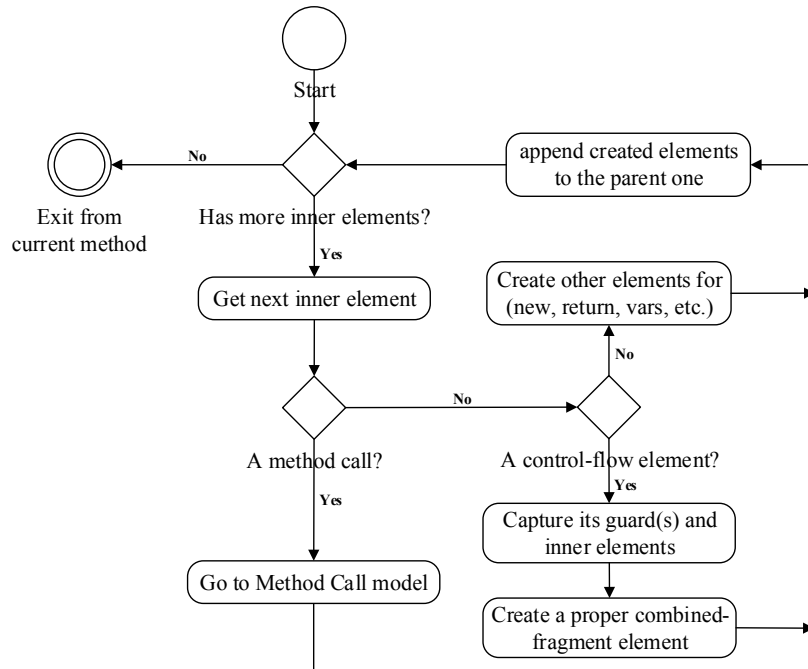 Start
No
append created elements
to the parent one
Exit from
current method
Has more inner elements?
Yes
Get next inner element
Create other elements for
(new, return, vars, etc.)
No
No
A method call?
A control-flow element?
Yes
Yes
Capture its guard(s) and
inner elements
Go to Method Call model
Create a proper combined-
fragment element